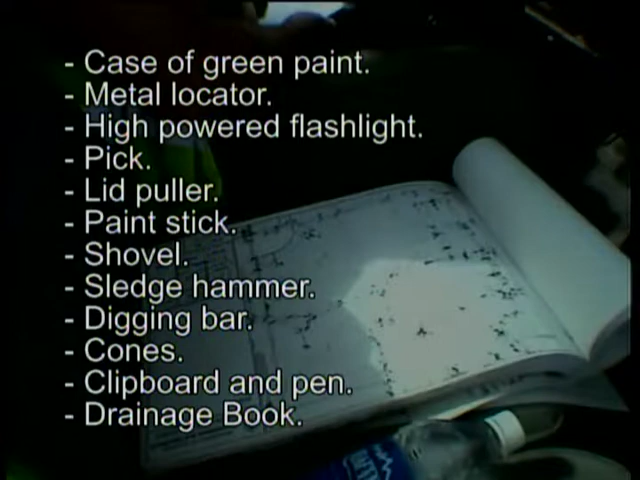 - Case of green paint.
- Metal locator.
- High powered flashlight.
- Pick.
- Lid puller.
- Paint stick.
- Shovel.
- Sledge hammer.
- Digging bar.
- Cones.
- Clipboard and pen.
- Drainage Book.